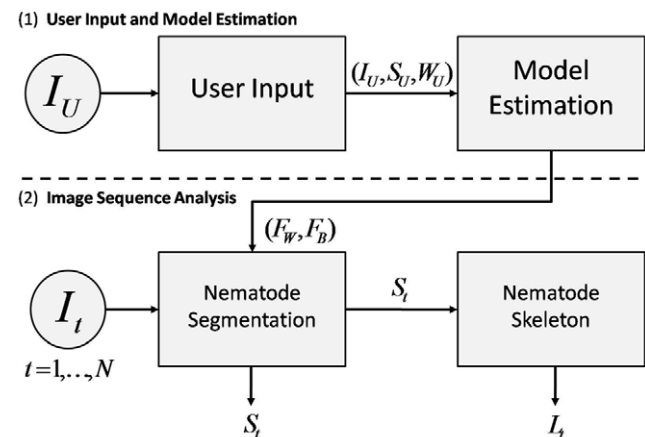 (1) User Input and Model Estimation
I_U
User Input
(I_U, S_U, W_U)
Model
Estimation
(2) Image Sequence Analysis
(F_W, F_B)
I_t
t=1,...,N
Nematode
Segmentation
S_t
Nematode
Skeleton
S_t
L_t